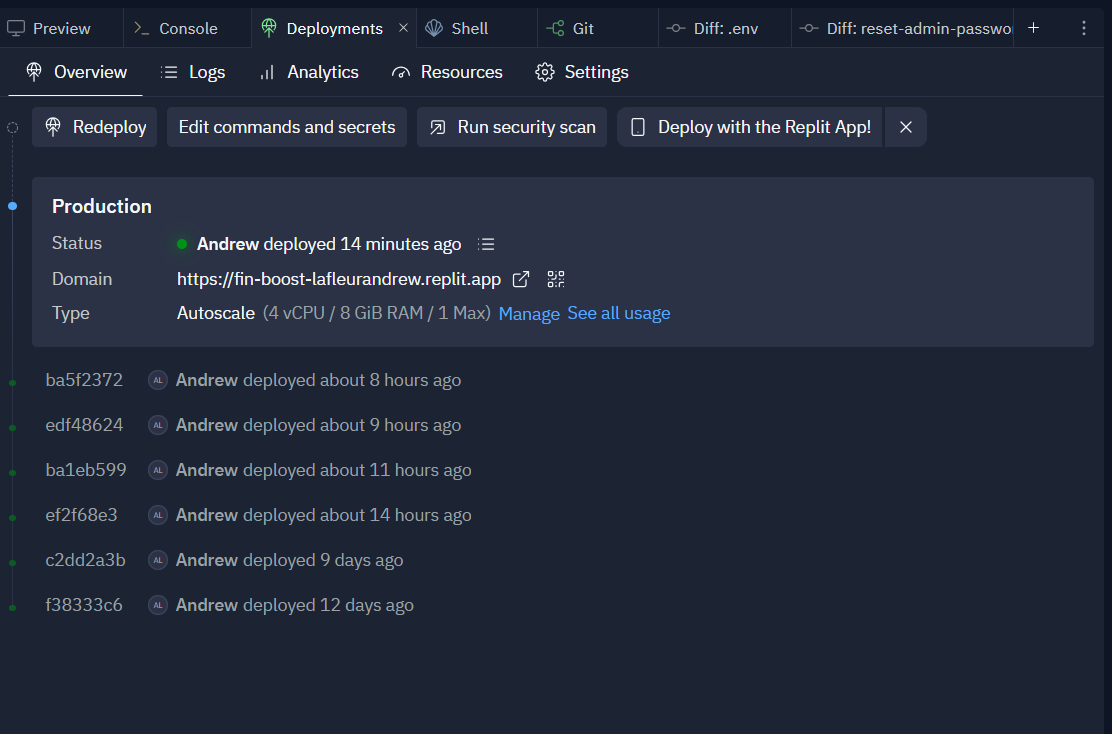 Preview Console Deployments Shell Git Diff: .env Diff: reset-admin-passwo
Overview Logs Analytics Resources Settings
Redeploy Edit commands and secrets Run security scan Deploy with the Replit App!
Production
Status Andrew deployed 14 minutes ago
Domain https://fin-boost-lafleurandrew.replit.app
Type Autoscale (4 vCPU / 8 GiB RAM / 1 Max) Manage See all usage
ba5f2372 AL Andrew deployed about 8 hours ago
edf48624 AL Andrew deployed about 9 hours ago
ba1eb599 AL Andrew deployed about 11 hours ago
ef2f68e3 AL Andrew deployed about 14 hours ago
c2dd2a3b AL Andrew deployed 9 days ago
f38333c6 AL Andrew deployed 12 days ago